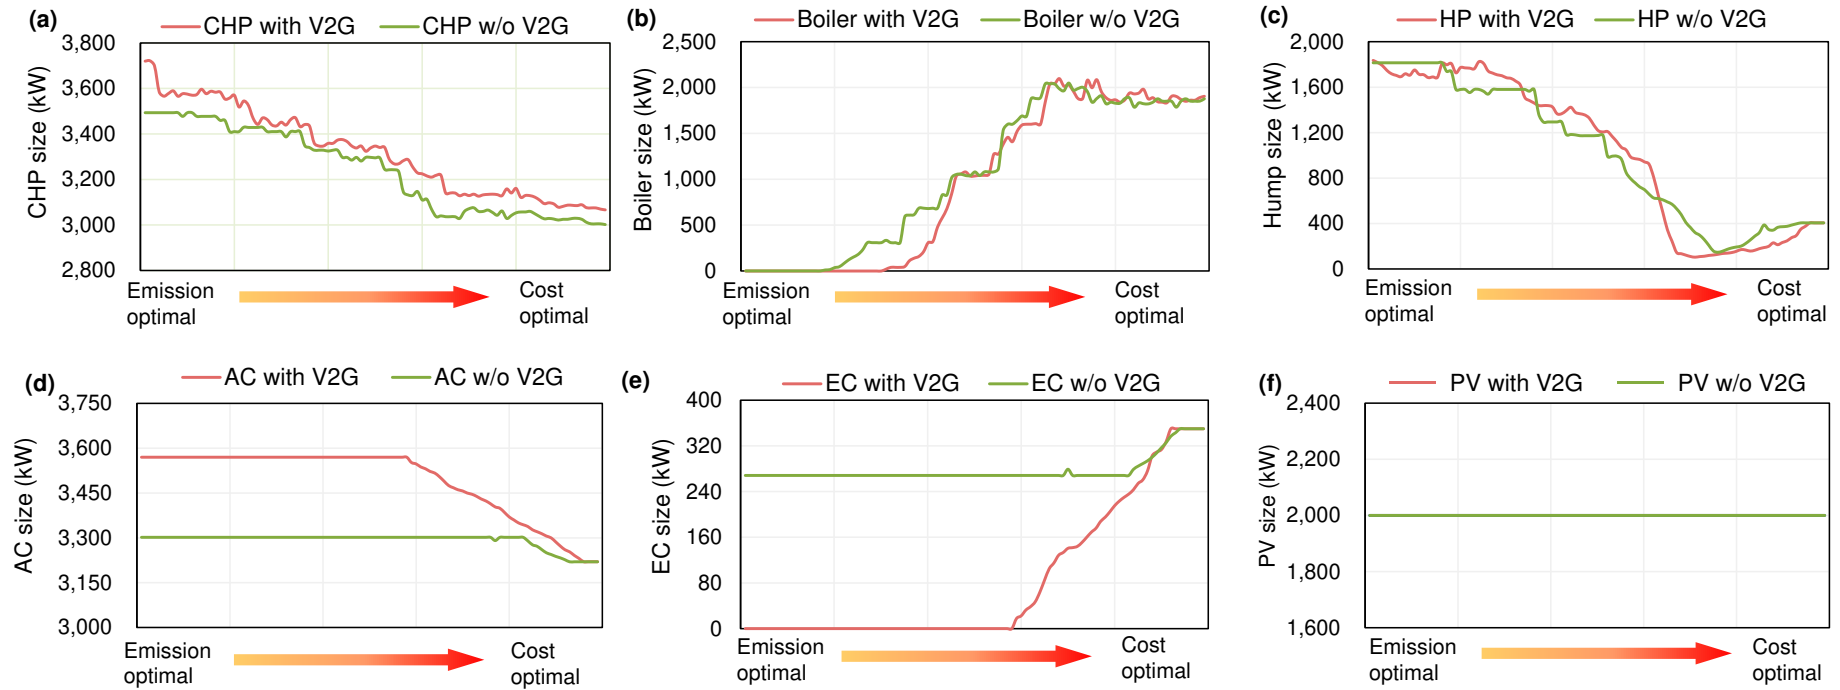 (a)
CHP with V2G
CHP w/o V2G
CHP size (kW)
3,800
3,600
3,400
3,200
3,000
2,800
Emission
optimal
Cost
optimal
(b)
Boiler with V2G
Boiler w/o V2G
Boiler size (kW)
2,500
2,000
1,500
1,000
500
0
Emission
optimal
Cost
optimal
(c)
HP with V2G
HP w/o V2G
Hump size (kW)
2,000
1,600
1,200
800
400
0
Emission
optimal
Cost
optimal
(d)
AC with V2G
AC w/o V2G
AC size (kW)
3,750
3,600
3,450
3,300
3,150
3,000
Emission
optimal
Cost
optimal
(e)
EC with V2G
EC w/o V2G
EC size (kW)
400
320
240
160
80
0
Emission
optimal
Cost
optimal
(f)
PV with V2G
PV w/o V2G
PV size (kW)
2,400
2,200
2,000
1,800
1,600
Emission
optimal
Cost
optimal